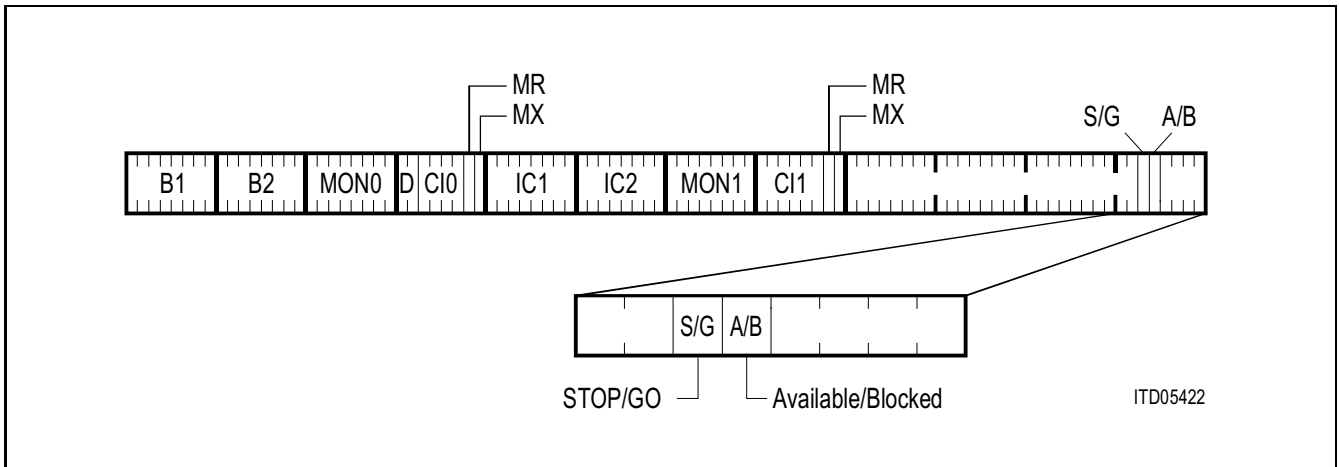 MR MR
MX MX S/G A/B
B1 B2 MON0 D CI0 IC1 IC2 MON1 CI1
S/G A/B
STOP/GO Available/Blocked ITD05422